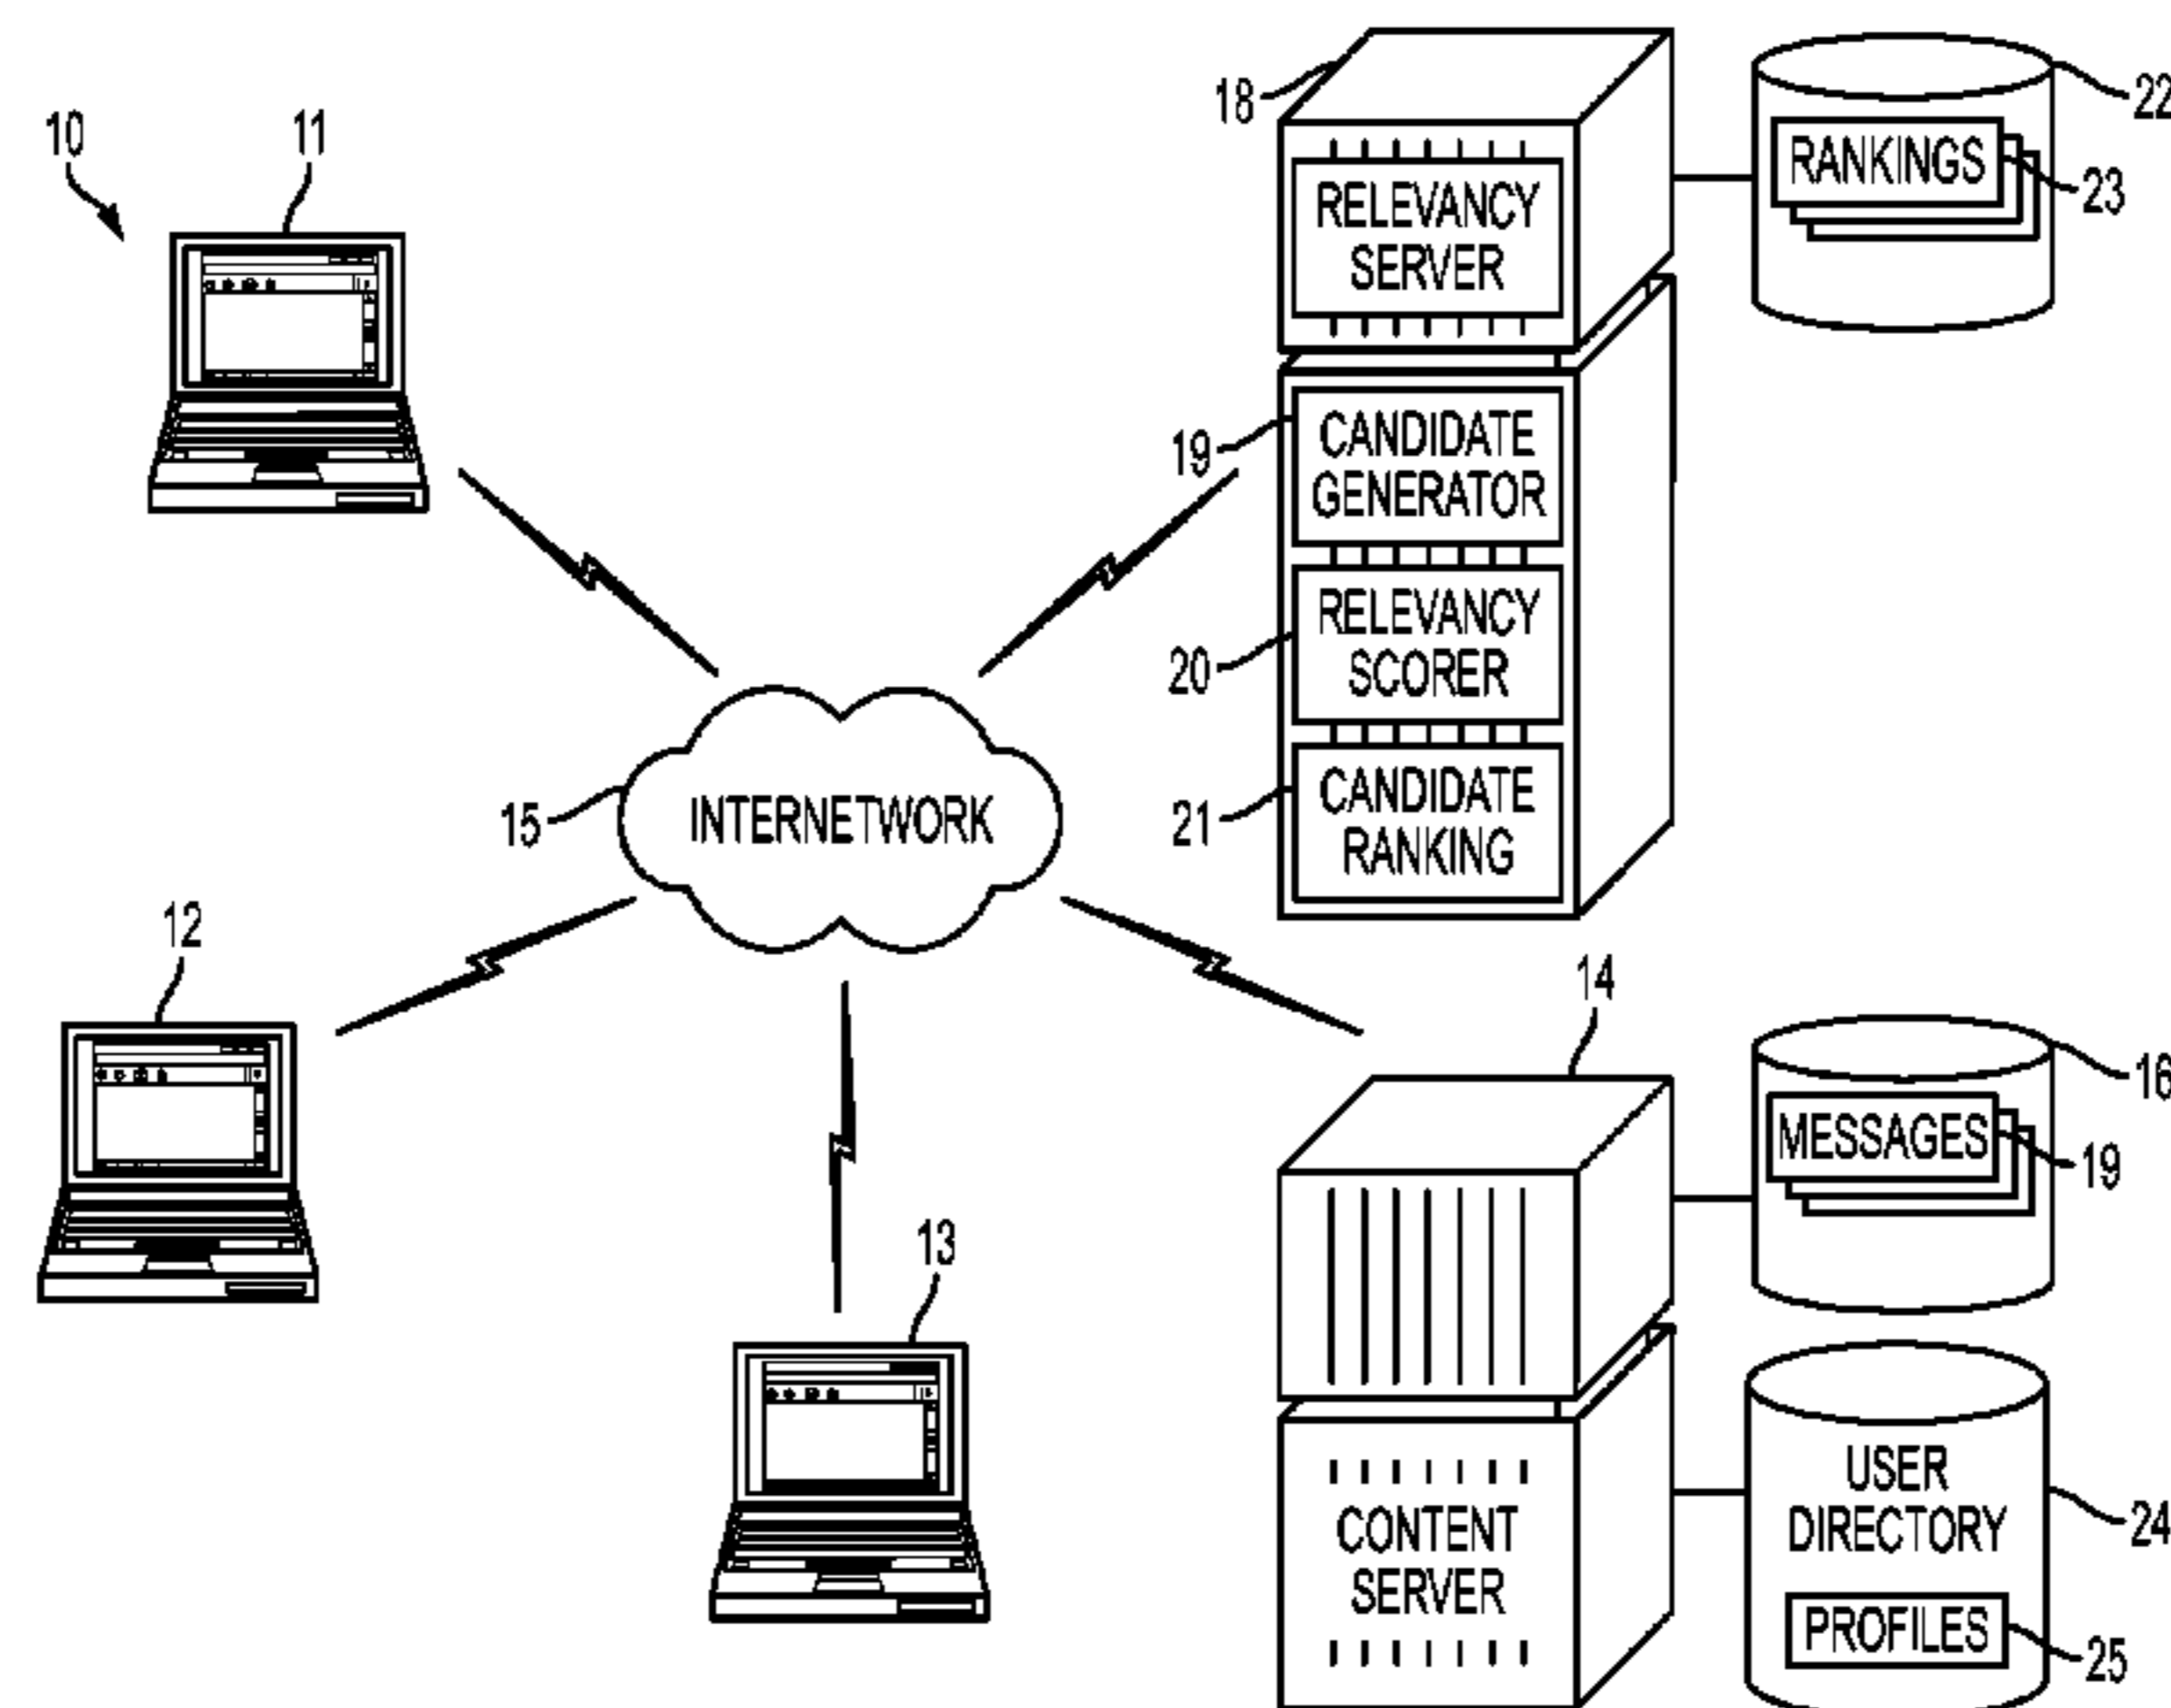 10
11
18
RELEVANCY
SERVER
22
RANKINGS
23
19
CANDIDATE
GENERATOR
20
RELEVANCY
SCORER
21
CANDIDATE
RANKING
15
INTERNETWORK
12
13
14
16
MESSAGES
19
CONTENT
SERVER
USER
DIRECTORY
24
PROFILES
25